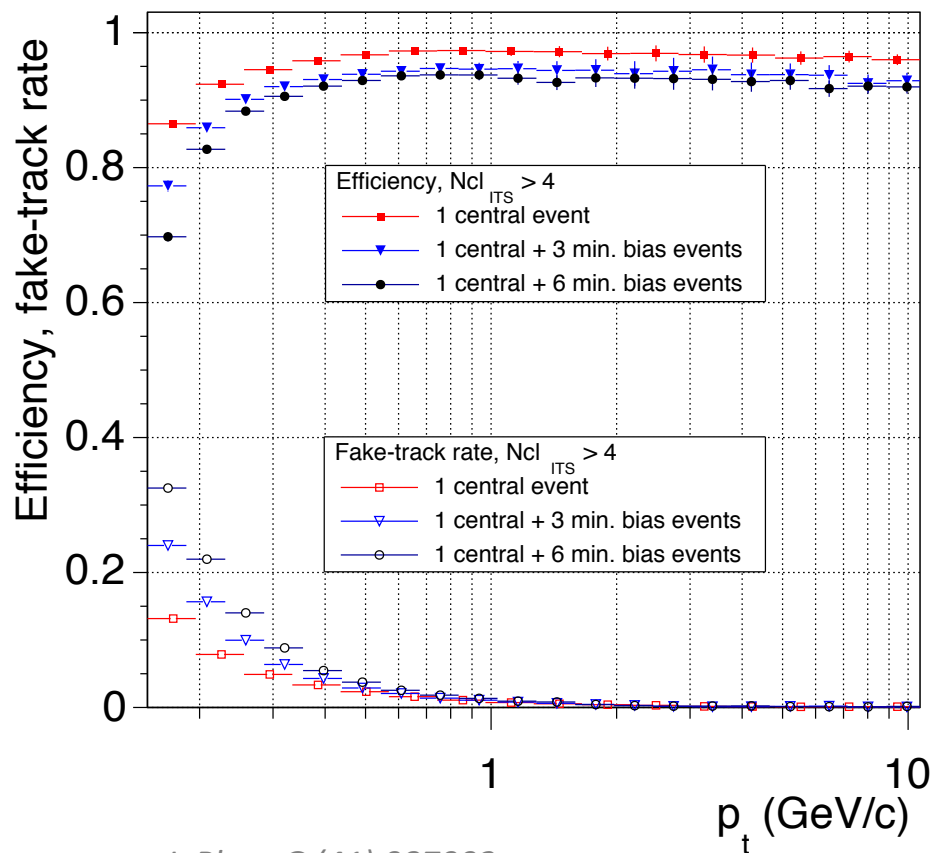 Efficiency, fake-track rate
1
0.8
0.6
0.4
0.2
0
Efficiency, Ncl ITS > 4
1 central event
1 central + 3 min. bias events
1 central + 6 min. bias events
Fake-track rate, Ncl ITS > 4
1 central event
1 central + 3 min. bias events
1 central + 6 min. bias events
1
10
p t (GeV/c)